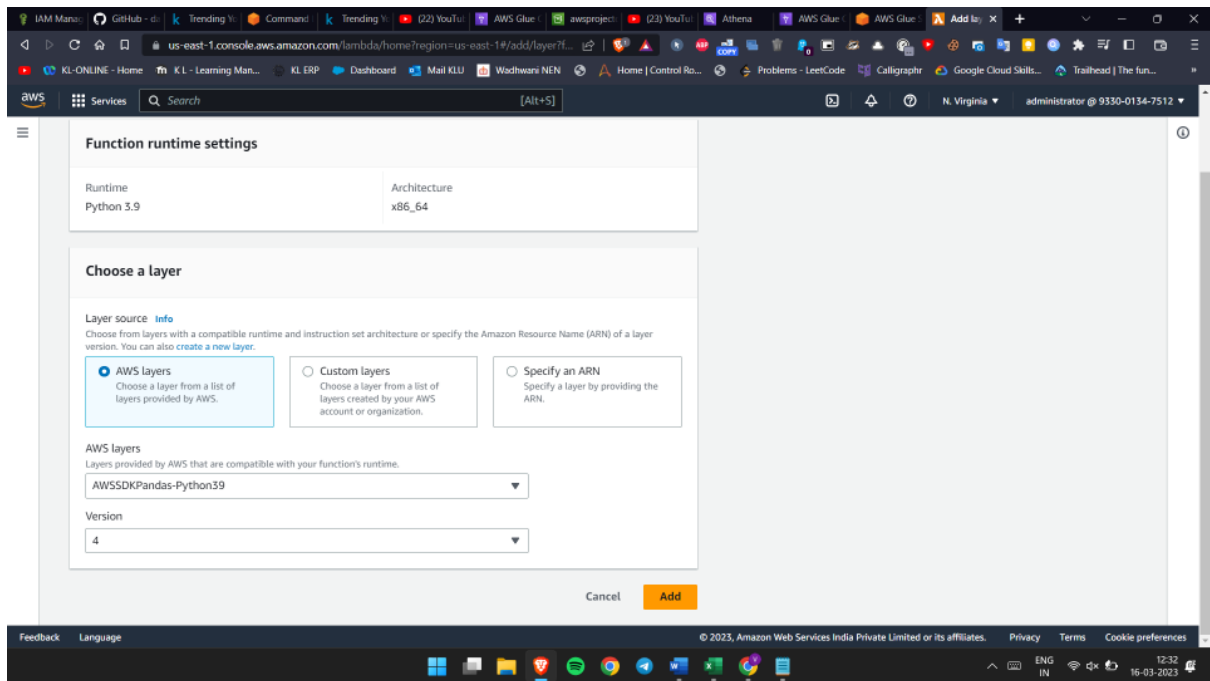 IAM Manag
GitHub - da
Trending Yo
Command
Trending Yo
(22) YouTu
AWS Glue
awsproject
(23) YouTu
Athena
AWS Glue
AWS Glue S
Add lay
us-east-1.console.aws.amazon.com/lambda/home?region=us-east-1#/add/layer?f...
COPY
KL-ONLINE - Home
K L - Learning Man...
KL ERP
Dashboard
Mail KLU
Wadhwani NEN
Home | Control Ro...
Problems - LeetCode
Calligraphr
Google Cloud Skills...
Trailhead | The fun...
aws
Services
Search
[Alt+S]
N. Virginia
administrator @ 9330-0134-7512
Function runtime settings
Runtime
Architecture
Python 3.9
x86_64
Choose a layer
Layer source Info
Choose from layers with a compatible runtime and instruction set architecture or specify the Amazon Resource Name (ARN) of a layer
version. You can also create a new layer.
AWS layers
Choose a layer from a list of
layers provided by AWS.
Custom layers
Choose a layer from a list of
layers created by your AWS
account or organization.
Specify an ARN
Specify a layer by providing the
ARN.
AWS layers
Layers provided by AWS that are compatible with your function's runtime.
AWSSDKPandas-Python39
Version
4
Cancel
Add
Feedback
Language
© 2023, Amazon Web Services India Private Limited or its affiliates.
Privacy
Terms
Cookie preferences
ENG
IN
12:32
16-03-2023